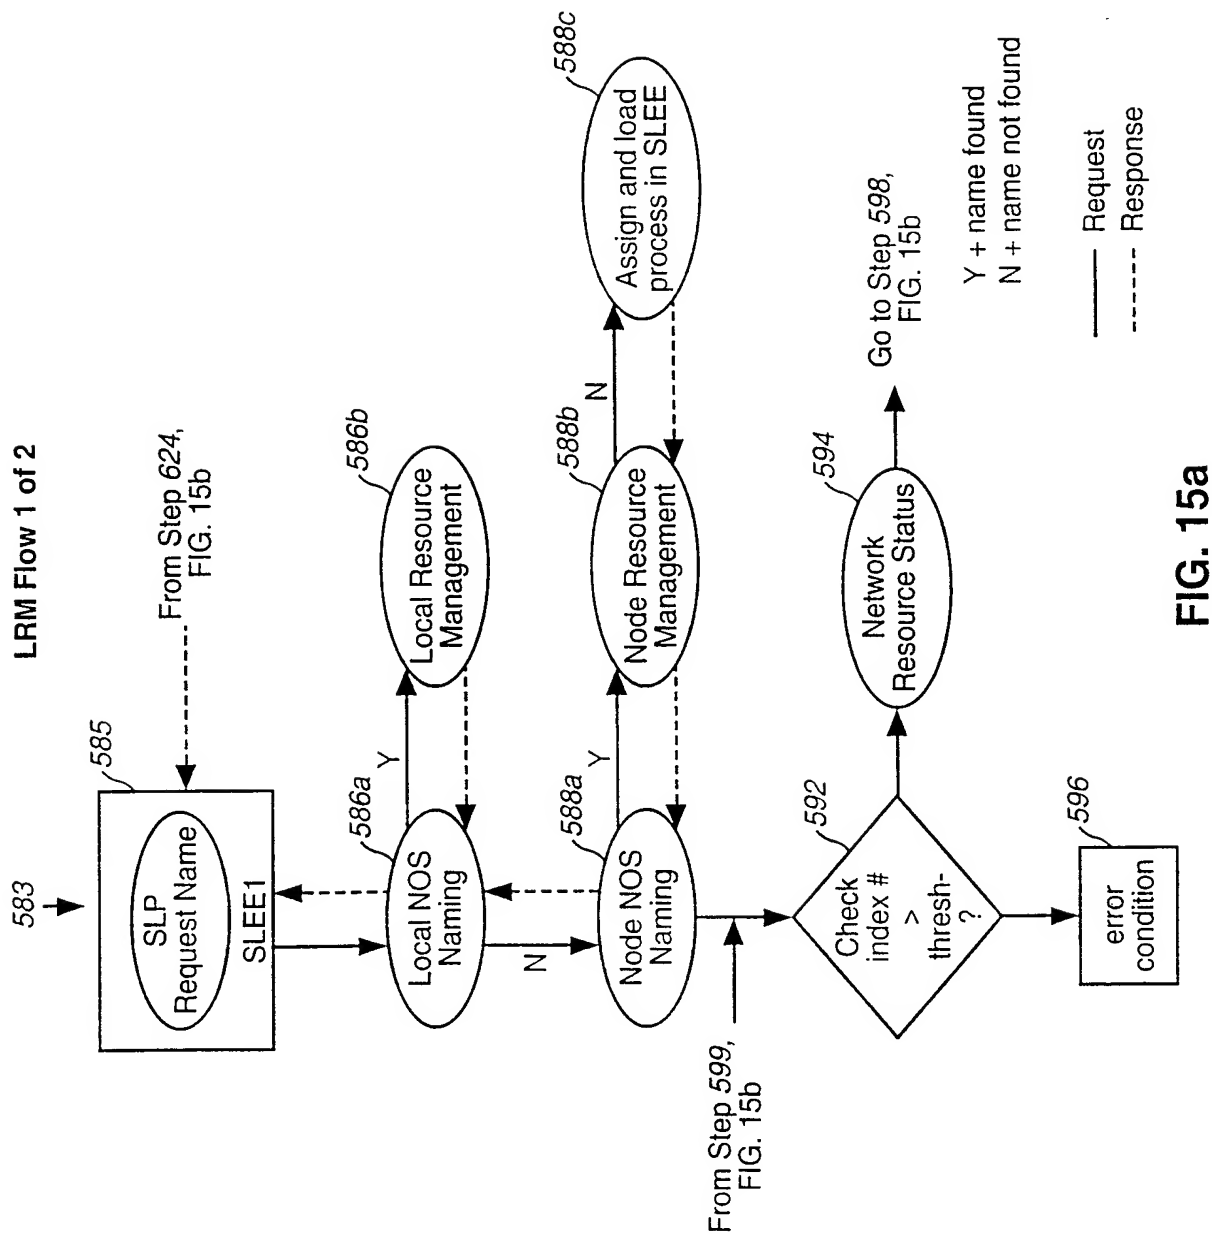 LRM Flow 1 of 2
583
585
SLP
Request Name
SLEE1
From Step 624,
FIG. 15b
586a
Local NOS
Naming
Y
586b
Local Resource
Management
N
588a
Node NOS
Naming
Y
588b
Node Resource
Management
N
588c
Assign and load
process in SLEE
From Step 599,
FIG. 15b
592
Check
index #
>
thresh-
?
594
Network
Resource Status
Go to Step 598,
FIG. 15b
596
error
condition
Y + name found
N + name not found
Request
Response
FIG. 15a